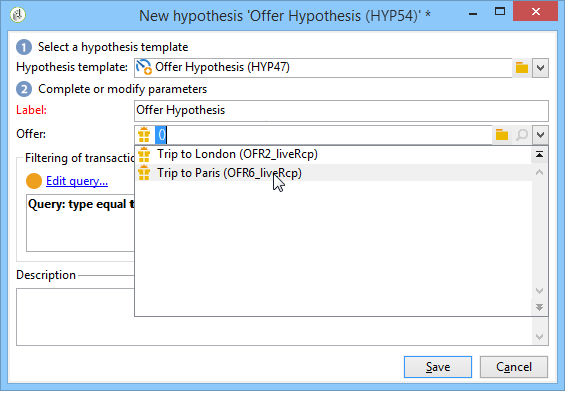 New hypothesis 'Offer Hypothesis (HYP54)' *
1 Select a hypothesis template
Hypothesis template: Offer Hypothesis (HYP47)
2 Complete or modify parameters
Label: Offer Hypothesis
Offer: ()
Trip to London (OFR2_liveRcp)
Filtering of transactio
Trip to Paris (OFR6_liveRcp)
Edit query...
Query: type equal t
Description
Save Cancel